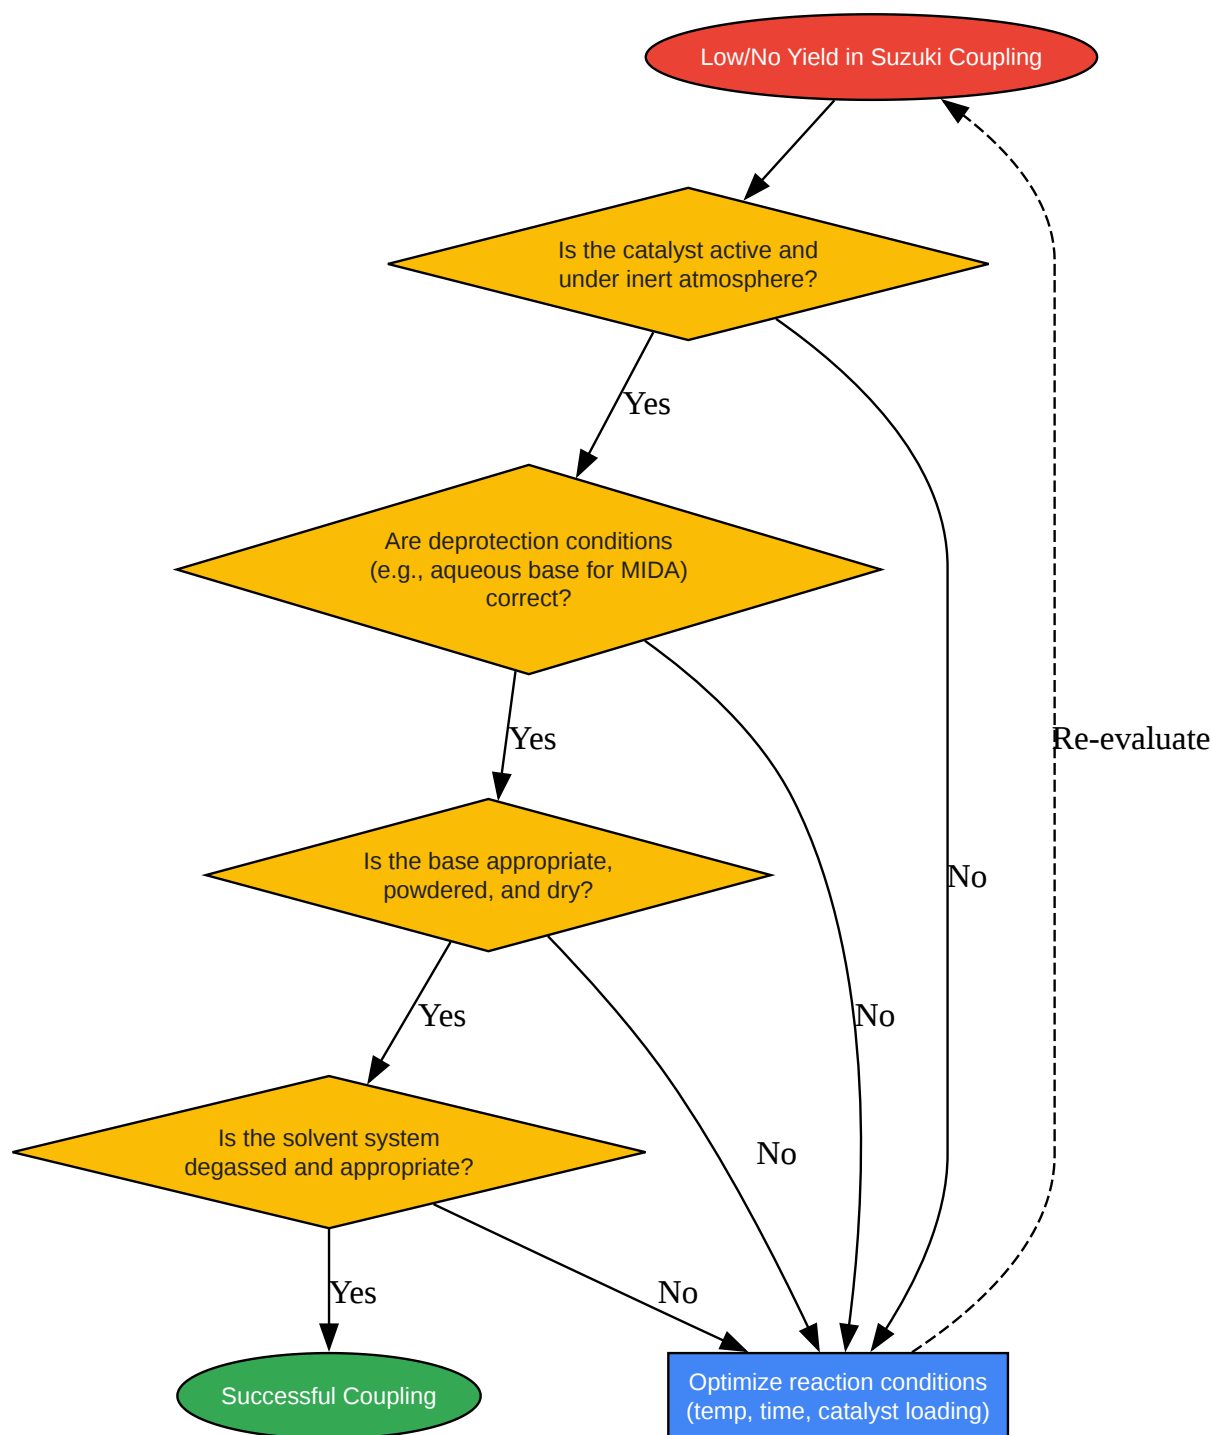 Low/No Yield in Suzuki Coupling
Is the catalyst active and
under inert atmosphere?
Yes
Are deprotection conditions
(e.g., aqueous base for MIDA)
correct?
Yes
Re-evaluate
Is the base appropriate,
powdered, and dry?
No
Yes
No
Is the solvent system
degassed and appropriate?
No
Yes
No
Successful Coupling
Optimize reaction conditions
(temp, time, catalyst loading)